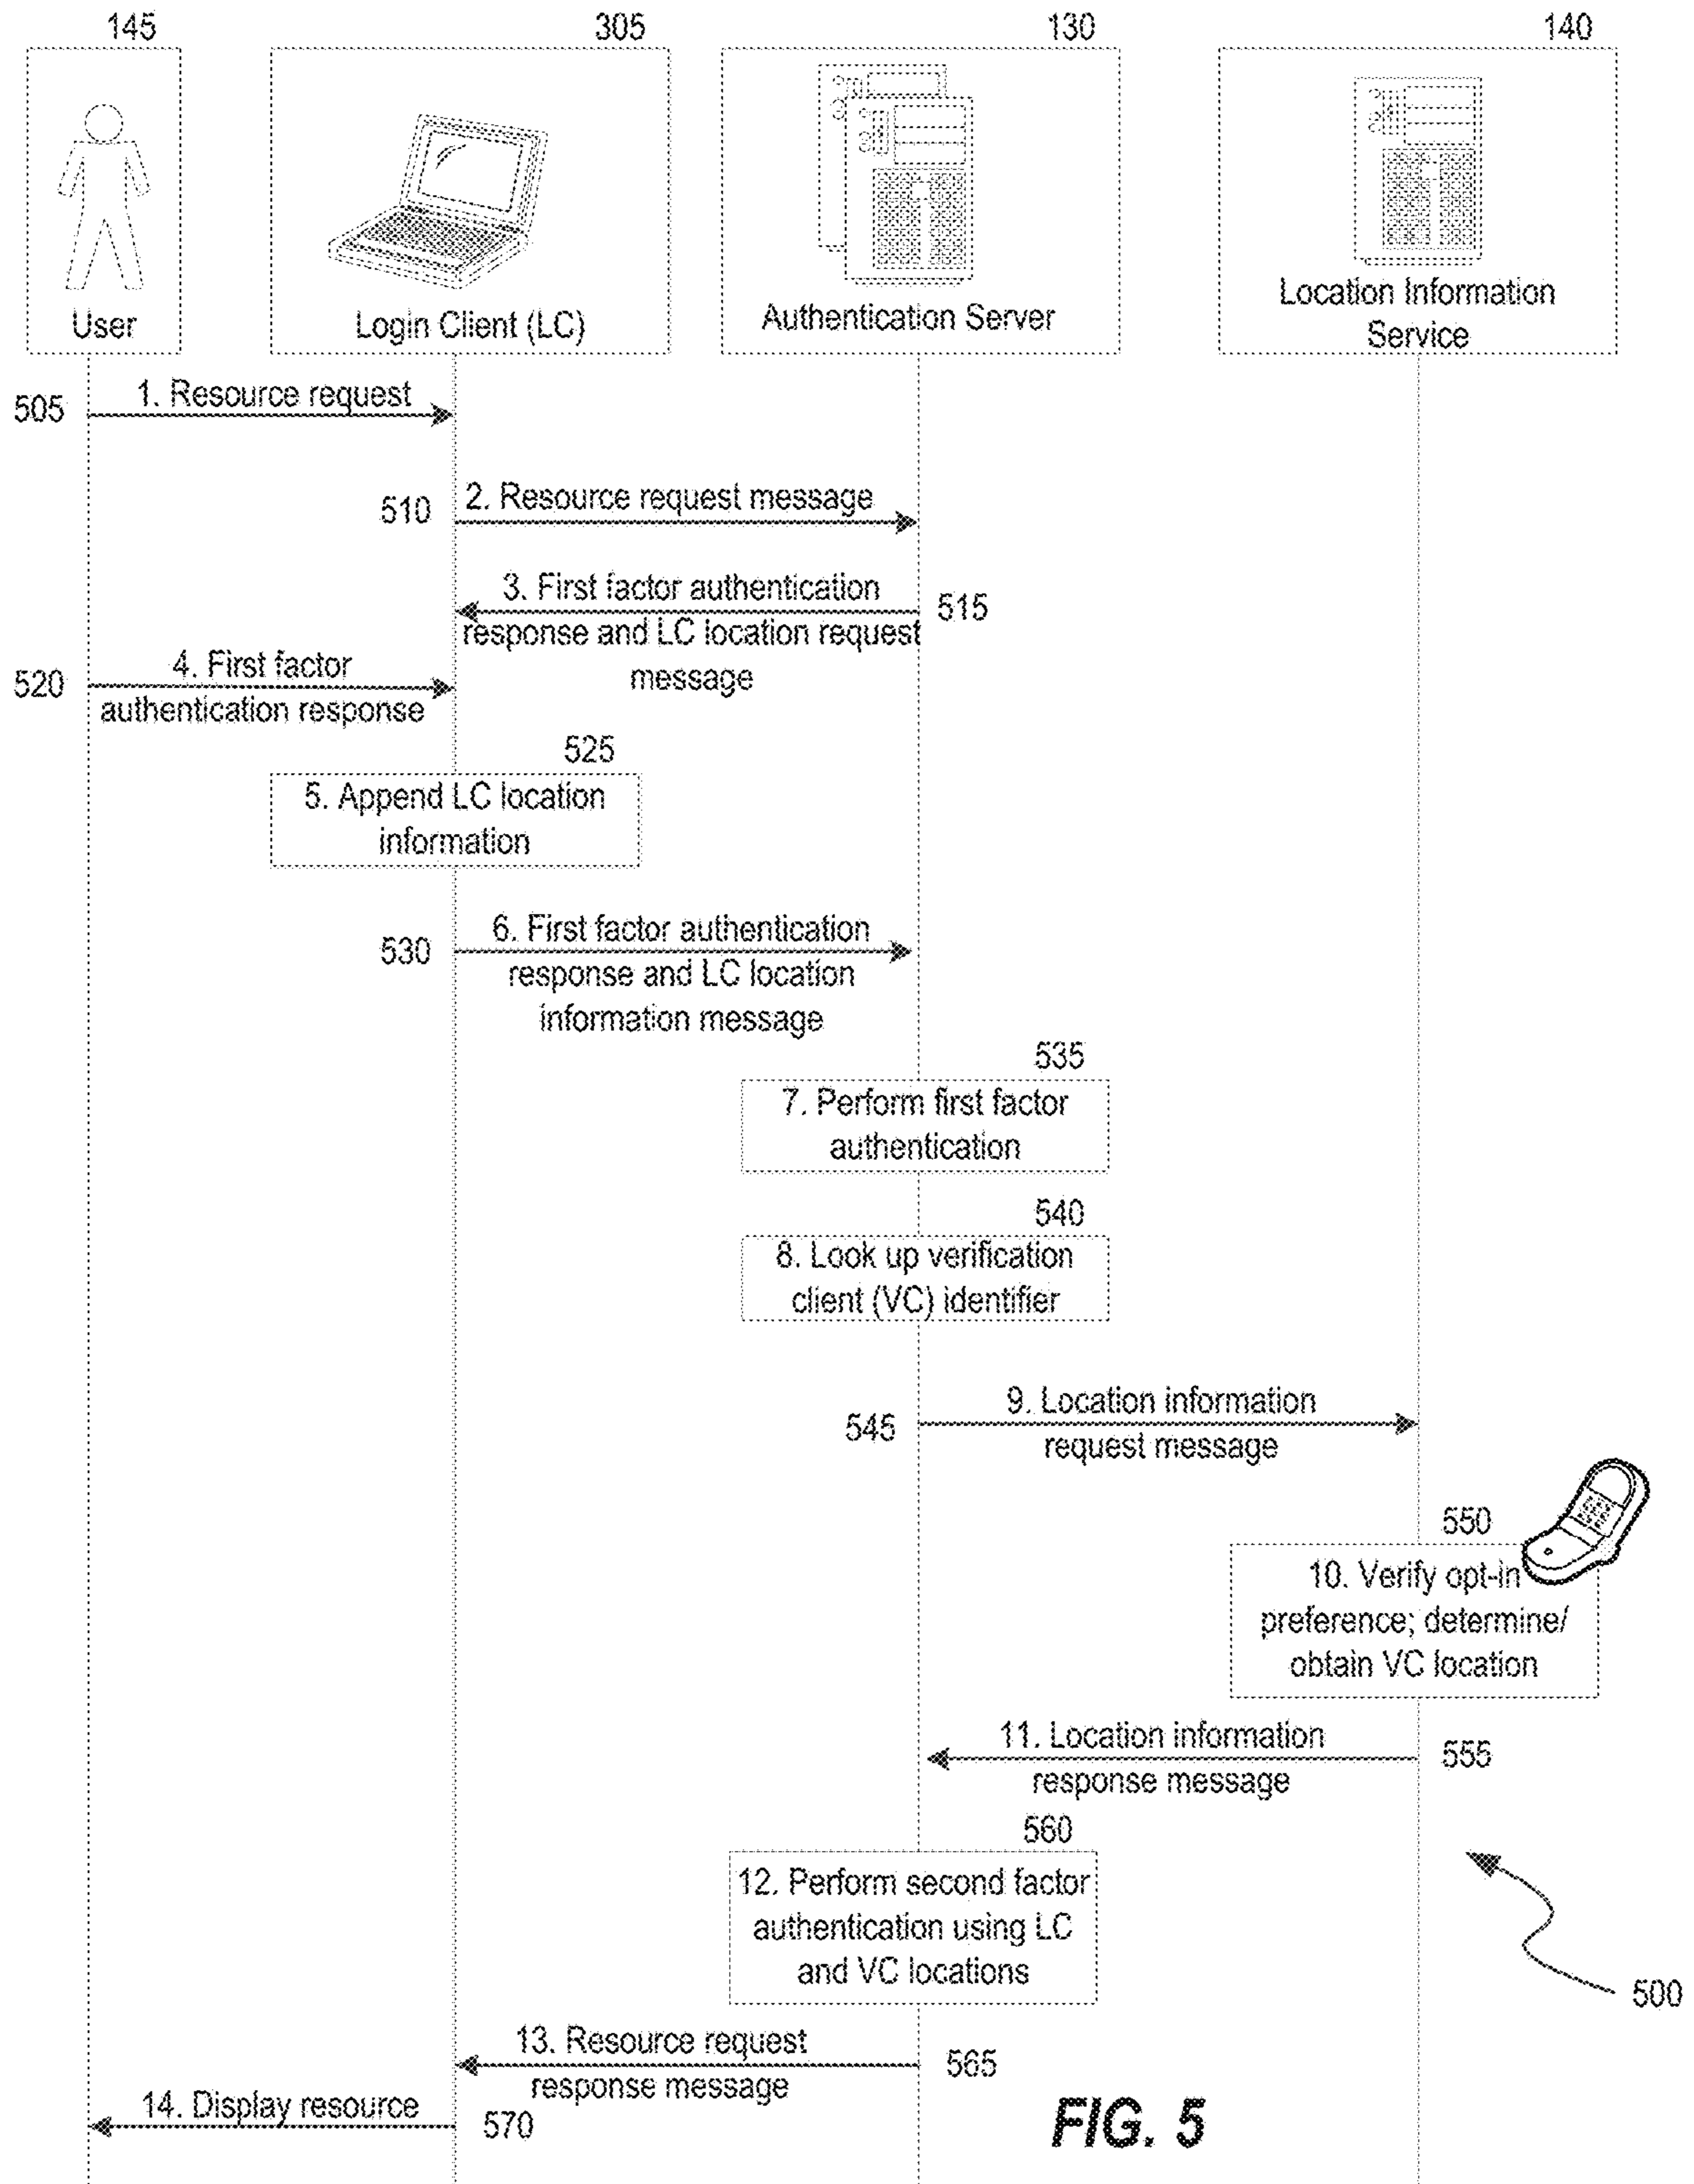 145
305
130
140
User
Login Client (LC)
Authentication Server
Location Information
Service
505
1. Resource request
510
2. Resource request message
3. First factor authentication
515
response and LC location request
message
520
4. First factor
authentication response
525
5. Append LC location
information
530
6. First factor authentication
response and LC location
information message
535
7. Perform first factor
authentication
540
8. Look up verification
client (VC) identifier
545
9. Location information
request message
550
10. Verify opt-in
preference; determine/
obtain VC location
11. Location information
555
response message
560
12. Perform second factor
authentication using LC
and VC locations
500
13. Resource request
565
response message
14. Display resource
570
FIG. 5